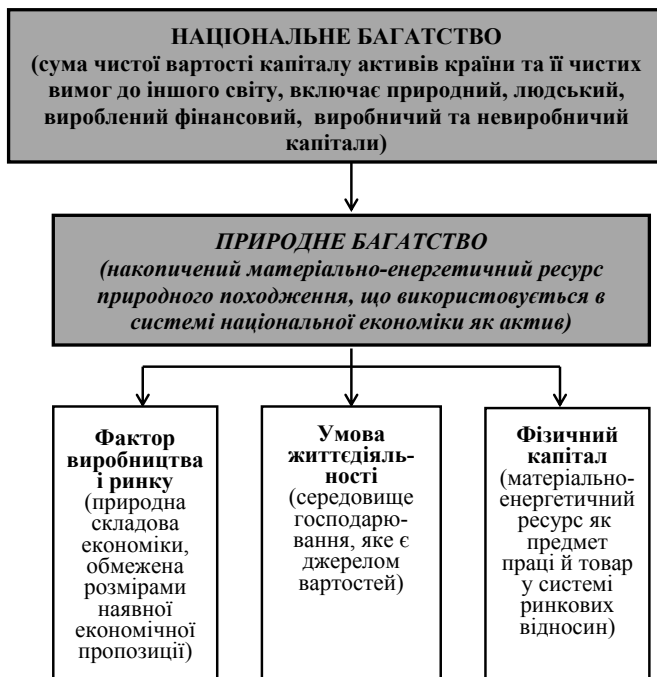 НАЦІОНАЛЬНЕ БАГАТСТВО
(сума чистої вартості капіталу активів країни та її чистих
вимог до іншого світу, включає природний, людський,
вироблений фінансовий, виробничий та невиробничий
капітали)
ПРИРОДНЕ БАГАТСТВО
(накопичений матеріально-енергетичний ресурс
природного походження, що використовується в
системі національної економіки як актив)
Фактор
виробництва
і ринку
(природна
складова
економіки,
обмежена
розмірами
наявної
економічної
пропозиції)
Умова
життєдіяль-
ності
(середовище
господарю-
вання, яке є
джерелом
вартостей)
Фізичний
капітал
(матеріально-
енергетичний
ресурс як
предмет
праці й товар
у системі
ринкових
відносин)